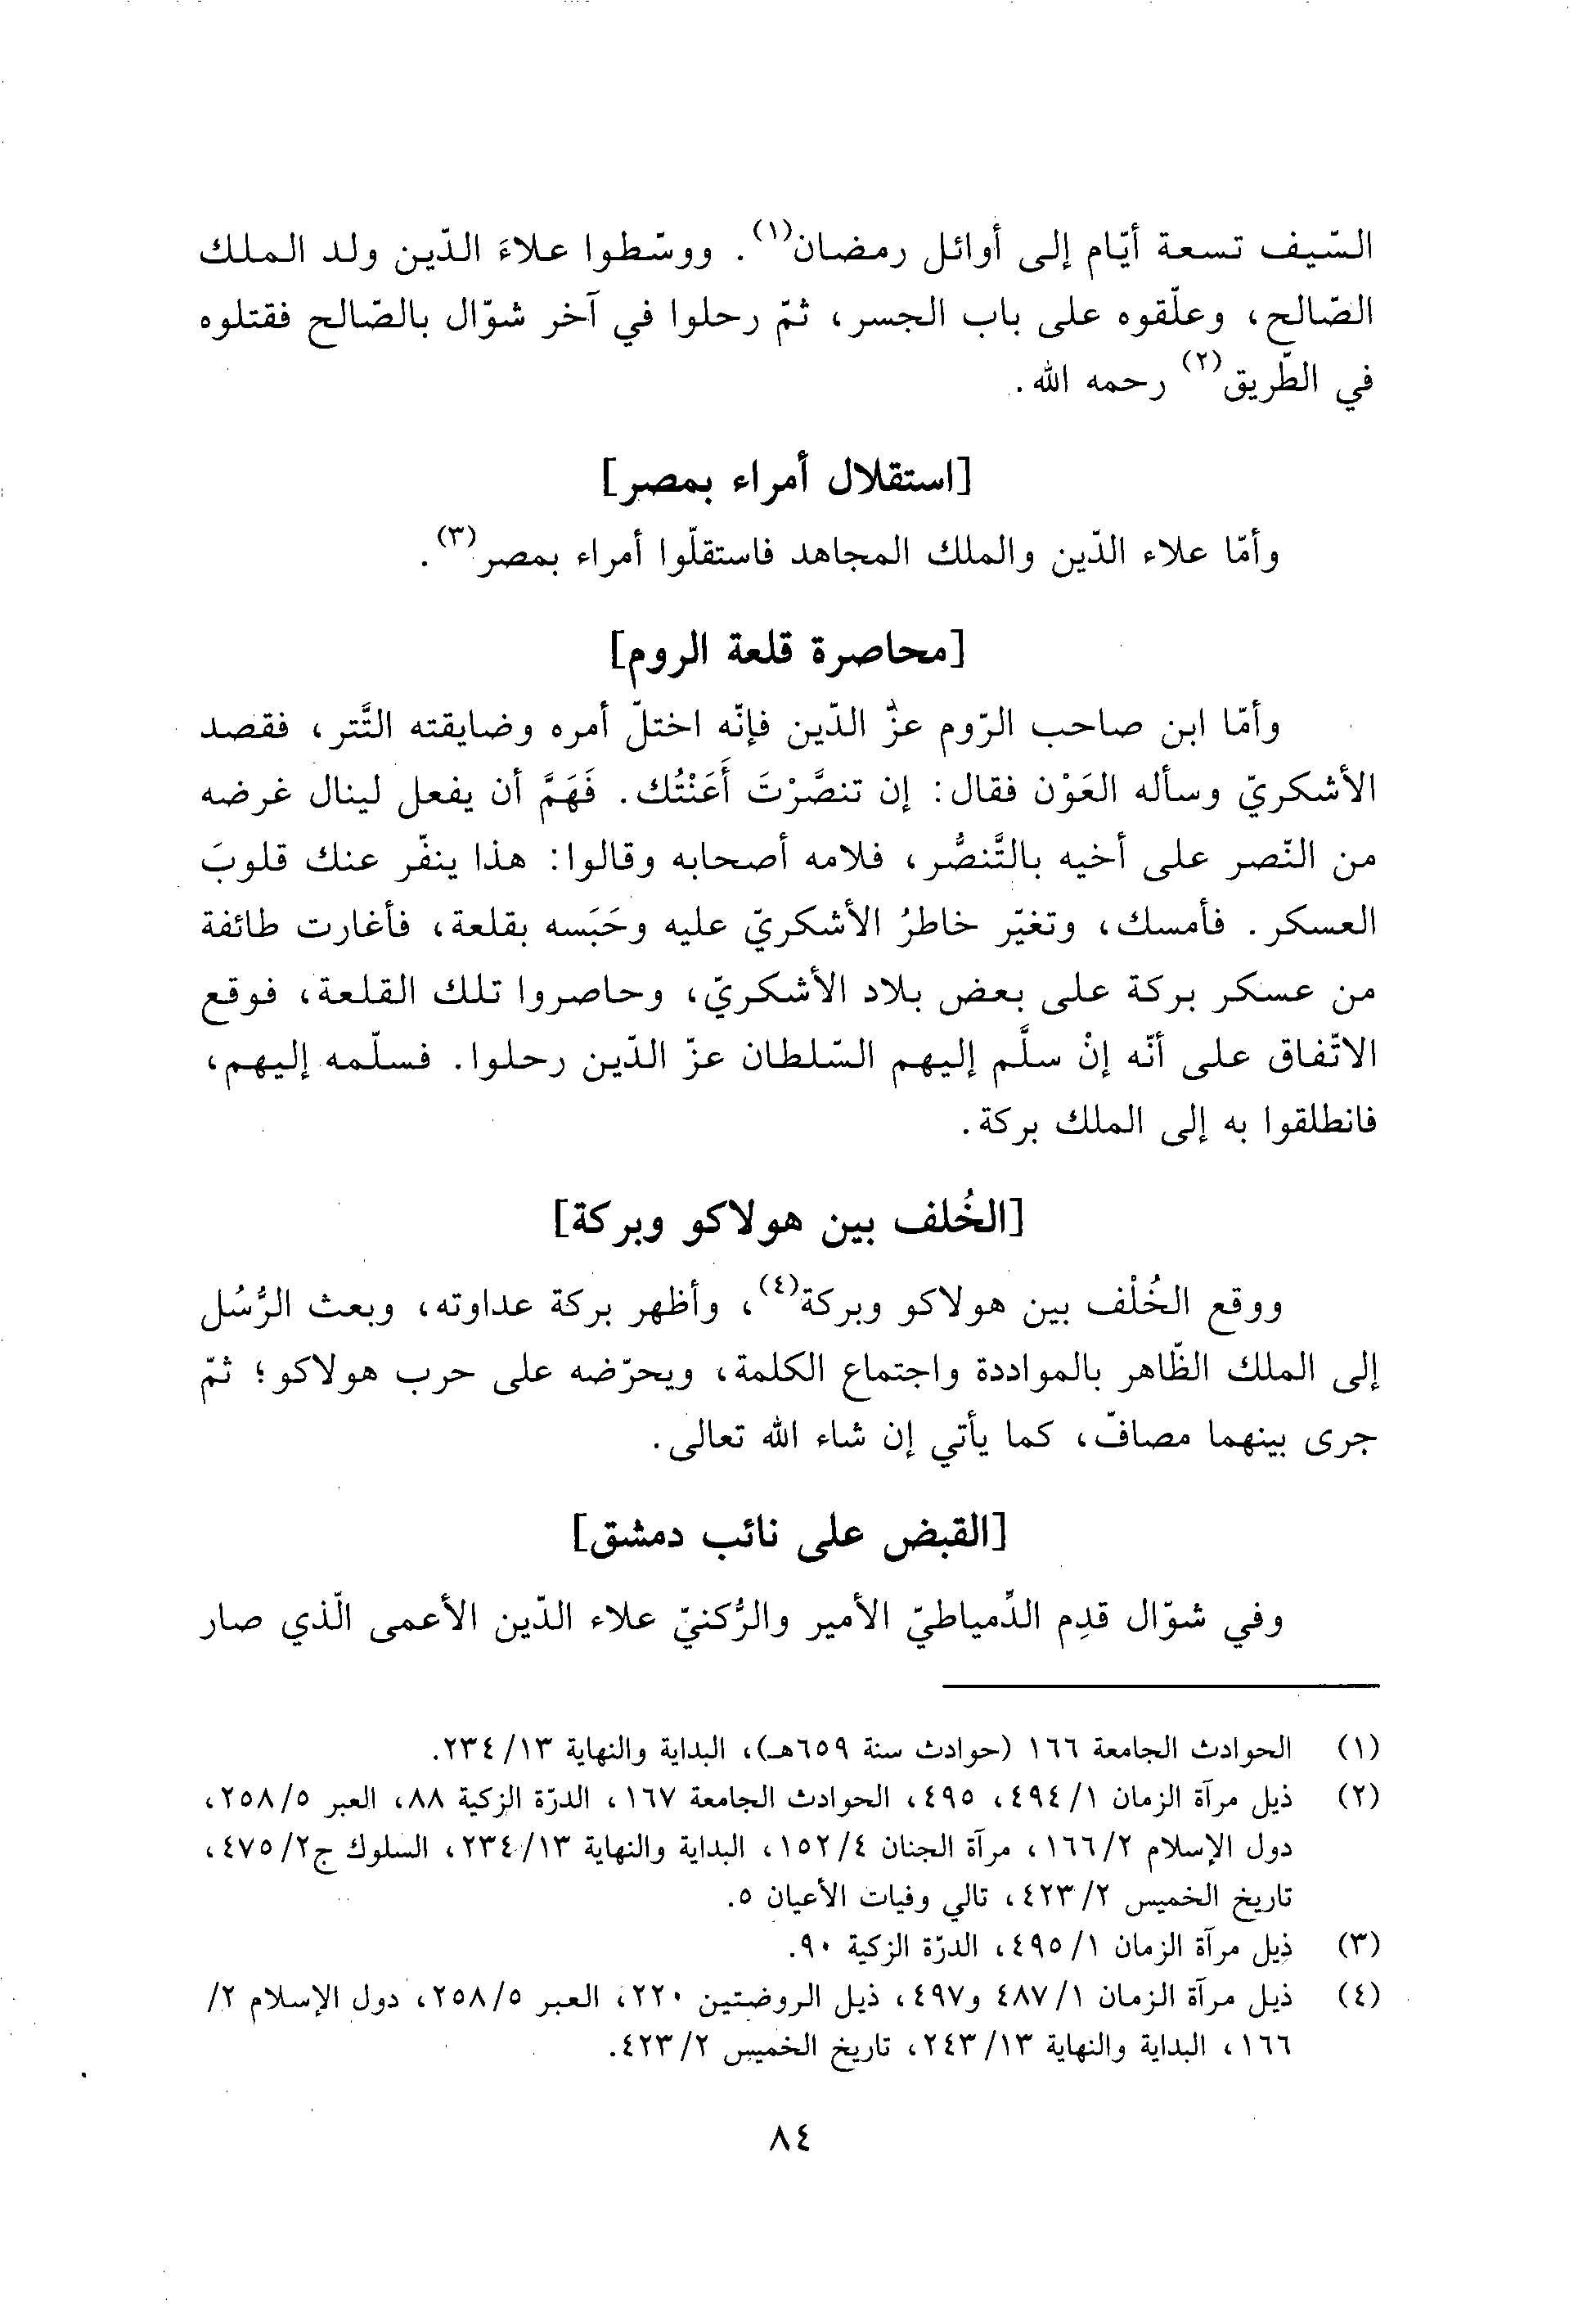 السّيف تسعة أيّام إلى أوائل رمضان(١). ووسّطوا علاءَ الدّين ولد الملك
الصّالح، وعلّقوه على باب الجسر، ثمّ رحلوا في آخر شوّال بالصّالح فقتلوه
في الطّريق(٢) رحمه الله.
[استقلال أمراء بمصر]
وأمّا علاء الدّين والملك المجاهد فاستقلّوا أمراء بمصر(٣).
[محاصرة قلعة الروم]
وأمّا ابن صاحب الرّوم عزّ الدّين فإنّه اختلّ أمره وضايقته التَّتر، فقصد
الأشكريّ وسأله العَوْن فقال: إن تنصَّرْتَ أَعَنْتُك. فَهَمَّ أن يفعل لينال غرضه
من النّصر على أخيه بالتَّنصُّر، فلامه أصحابه وقالوا: هذا ينفّر عنك قلوبَ
العسكر. فأمسك، وتغيّر خاطرُ الأشكريّ عليه وحَبَسه بقلعة، فأغارت طائفة
من عسكر بركة على بعض بلاد الأشكريّ، وحاصروا تلك القلعة، فوقع
الاتّفاق على أنّه إنْ سلَّم إليهم السّلطان عزّ الدّين رحلوا. فسلّمه إليهم،
فانطلقوا به إلى الملك بركة.
[الخُلف بين هولاكو وبركة]
ووقع الخُلْف بين هولاكو وبركة(٤)، وأظهر بركة عداوته، وبعث الرُّسُل
إلى الملك الظّاهر بالمواددة واجتماع الكلمة، ويحرّضه على حرب هولاكو؛ ثمّ
جرى بينهما مصافّ، كما يأتي إن شاء الله تعالى.
[القبض على نائب دمشق]
وفي شوّال قدِم الدِّمياطيّ الأمير والرُّكنيّ علاء الدّين الأعمى الّذي صار
(١) الحوادث الجامعة ١٦٦ (حوادث سنة ٦٥٩هـ)، البداية والنهاية ١٣/ ٢٣٤.
(٢) ذيل مرآة الزمان ١/ ٤٩٤، ٤٩٥، الحوادث الجامعة ١٦٧، الدرّة الزكية ٨٨، العبر ٥/ ٢٥٨،
دول الإسلام ٢/ ١٦٦، مرآة الجنان ٤/ ١٥٢، البداية والنهاية ١٣/ ٢٣٤، السلوك ج٢/ ٤٧٥،
تاريخ الخميس ٢/ ٤٢٣، تالي وفيات الأعيان ٥.
(٣) ذيل مرآة الزمان ١/ ٤٩٥، الدرّة الزكية ٩٠.
(٤) ذيل مرآة الزمان ١/ ٤٨٧ و٤٩٧، ذيل الروضتين ٢٢٠، العبر ٥/ ٢٥٨، دول الإسلام ٢/
١٦٦، البداية والنهاية ١٣/ ٢٤٣، تاريخ الخميس ٢/ ٤٢٣.
٨٤